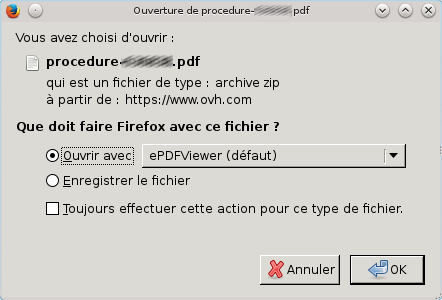 Ouverture de procedure-.pdf
Vous avez choisi d'ouvrir :
procedure-.pdf
qui est un fichier de type : archive zip
à partir de : https://www.ovh.com
Que doit faire Firefox avec ce fichier ?
Ouvrir avec ePDFViewer (défaut)
Enregistrer le fichier
Toujours effectuer cette action pour ce type de fichier.
Annuler OK